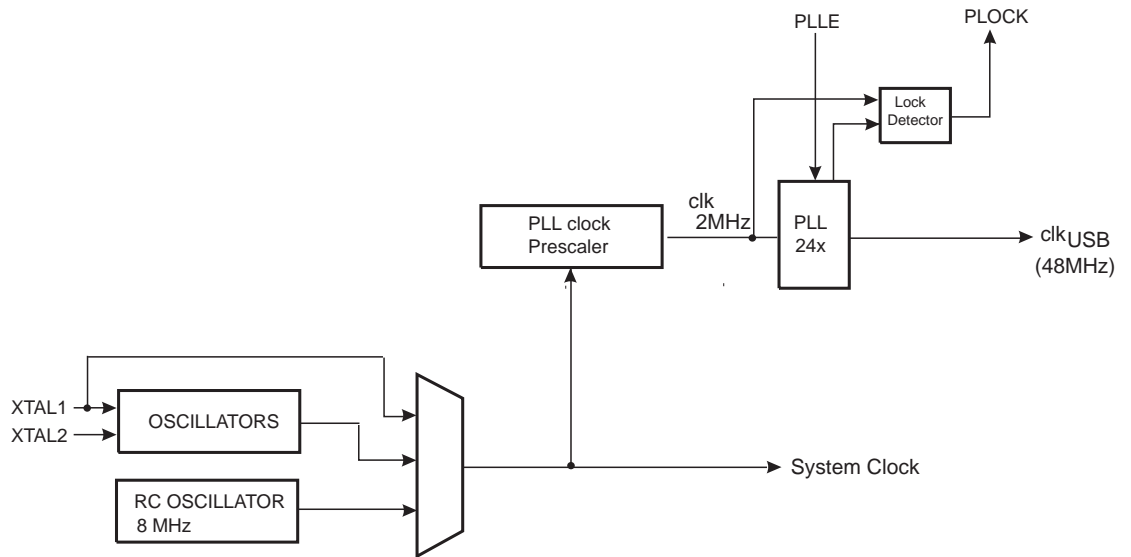 PLLE
PLOCK
Lock
Detector
clk
2MHz
PLL clock
Prescaler
PLL
24x
clkUSB
(48MHz)
XTAL1
XTAL2
OSCILLATORS
System Clock
RC OSCILLATOR
8 MHz